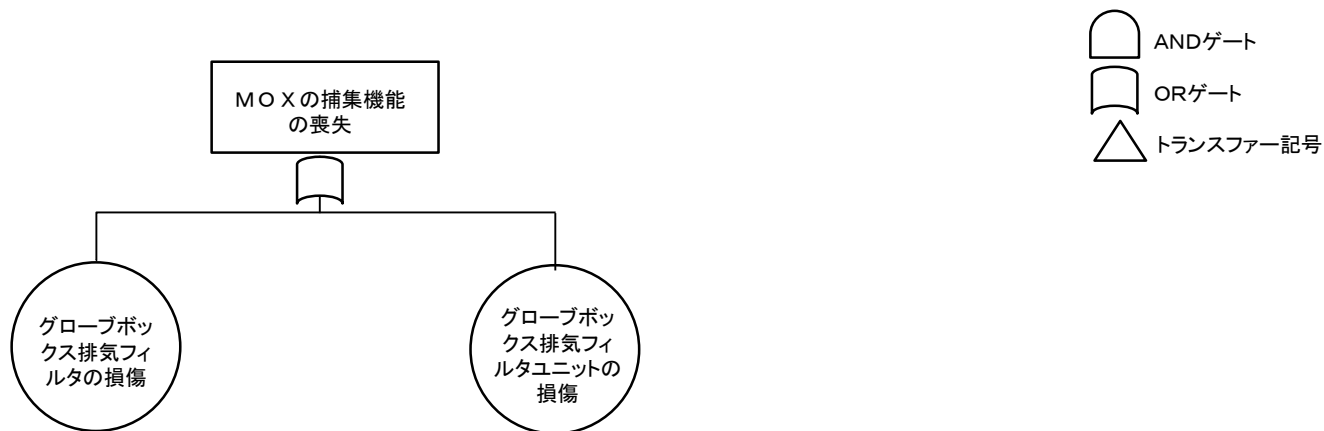 ＭＯＸの捕集機能
の喪失
グローブボッ
クス排気フィ
ルタの損傷
グローブボッ
クス排気フィ
ルタユニットの
損傷
ANDゲート
ORゲート
トランスファー記号